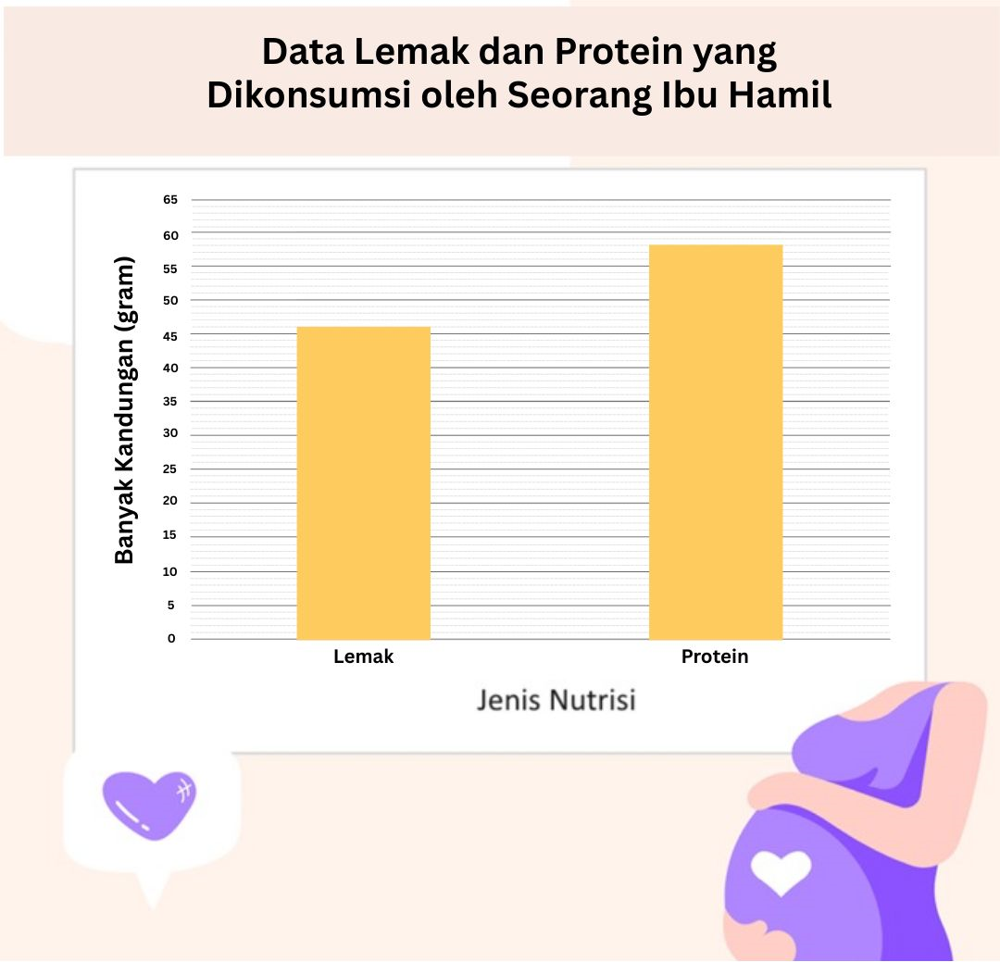 Data Lemak dan Protein yang
Dikonsumsi oleh Seorang Ibu Hamil
Banyak Kandungan (gram)
65
60
55
50
45
40
35
30
25
20
15
10
5
0
Lemak Protein
Jenis Nutrisi